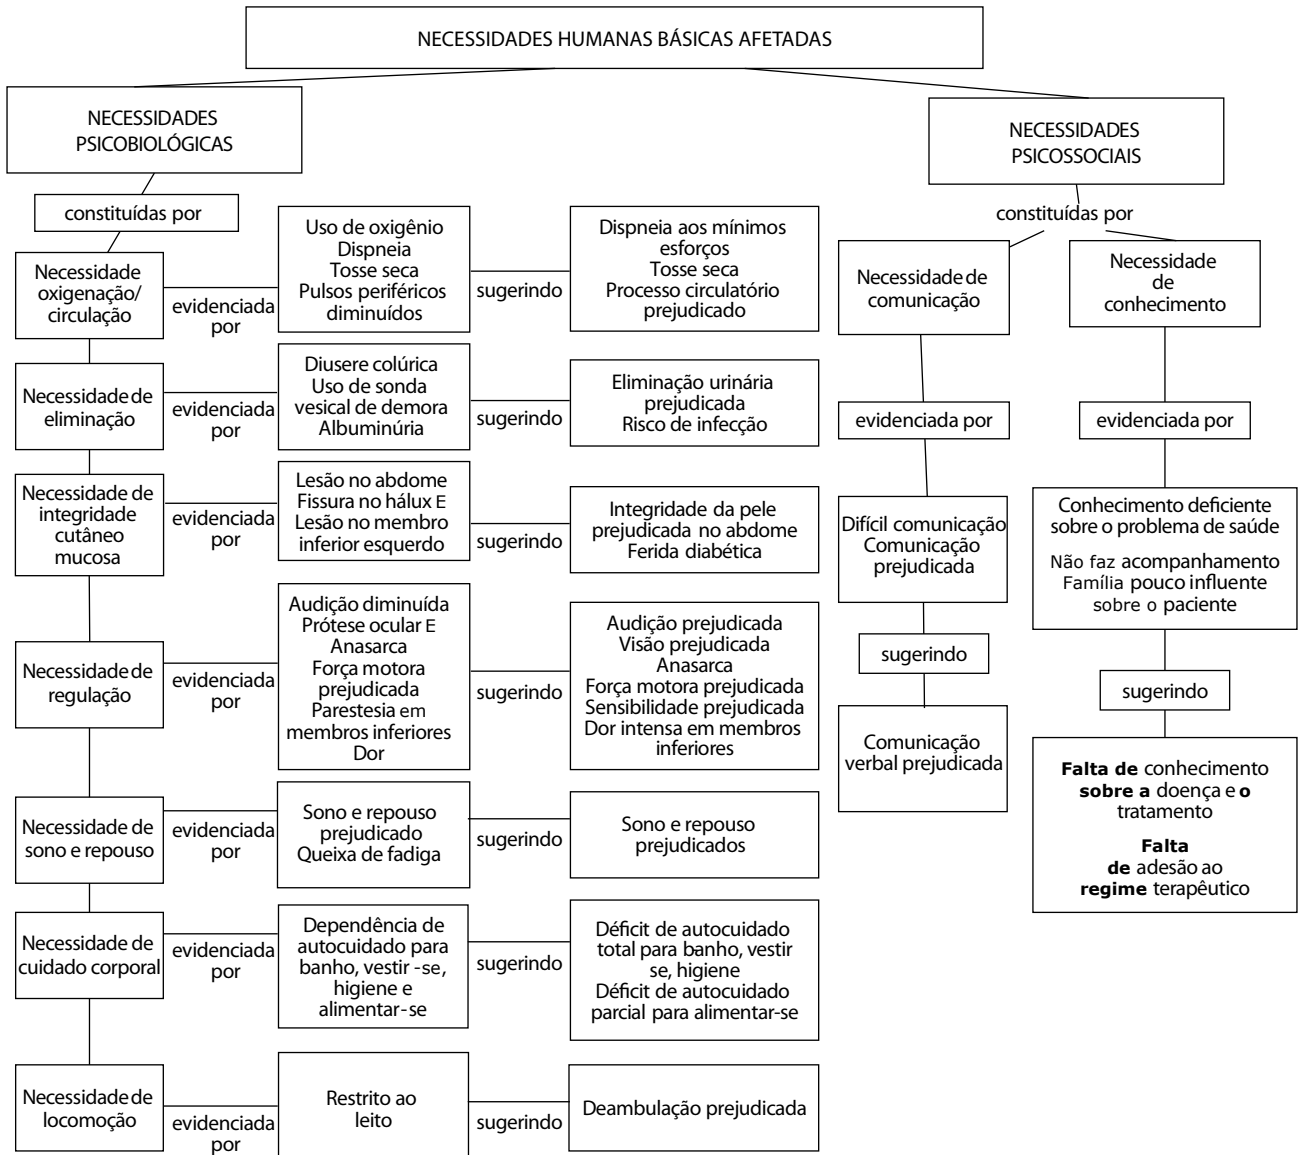 NECESSIDADES HUMANAS BÁSICAS AFETADAS
NECESSIDADES
PSICOBIOLÓGICAS
constituídas por
Necessidade
oxigenação/
circulação
evidenciada
por
Uso de oxigênio
Dispneia
Tosse seca
Pulsos periféricos
diminuídos
sugerindo
Dispneia aos mínimos
esforços
Tosse seca
Processo circulatório
prejudicado
Necessidade de
eliminação
evidenciada
por
Diusere colúrica
Uso de sonda
vesical de demora
Albuminúria
sugerindo
Eliminação urinária
prejudicada
Risco de infecção
Necessidade de
integridade
cutâneo
mucosa
evidenciada
por
Lesão no abdome
Fissura no hálux E
Lesão no membro
inferior esquerdo
sugerindo
Integridade da pele
prejudicada no abdome
Ferida diabética
Necessidade de
regulação
evidenciada
por
Audição diminuída
Prótese ocular E
Anasarca
Força motora
prejudicada
Parestesia em
membros inferiores
Dor
sugerindo
Audição prejudicada
Visão prejudicada
Anasarca
Força motora prejudicada
Sensibilidade prejudicada
Dor intensa em membros
inferiores
Necessidade de
sono e repouso
evidenciada
por
Sono e repouso
prejudicado
Queixa de fadiga
sugerindo
Sono e repouso
prejudicados
Necessidade de
cuidado corporal
evidenciada
por
Dependência de
autocuidado para
banho, vestir -se,
higiene e
alimentar-se
sugerindo
Déficit de autocuidado
total para banho, vestir
se, higiene
Déficit de autocuidado
parcial para alimentar-se
Necessidade de
locomoção
evidenciada
por
Restrito ao
leito
sugerindo
Deambulação prejudicada
NECESSIDADES
PSICOSSOCIAIS
constituídas por
Necessidade de
comunicação
evidenciada por
Difícil comunicação
Comunicação
prejudicada
sugerindo
Comunicação
verbal prejudicada
Necessidade
de
conhecimento
evidenciada por
Conhecimento deficiente
sobre o problema de saúde
Não faz acompanhamento
Família pouco influente
sobre o paciente
sugerindo
Falta de conhecimento
sobre a doença e o
tratamento
Falta
de adesão ao
regime terapêutico